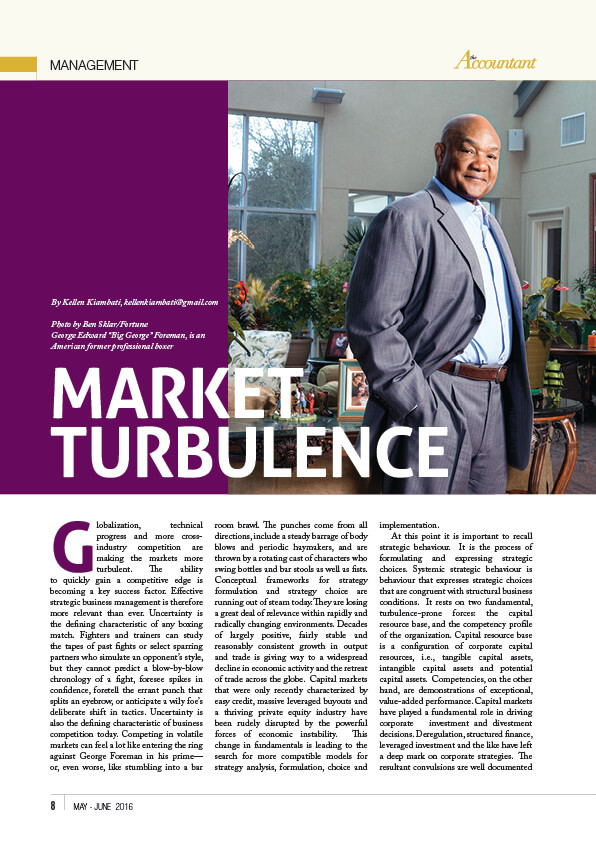 MANAGEMENT
the
Accountant
By Kellen Kiambati, kellenkiambati@gmail.com
Photo by Ben Sklar/Fortune
George Edward "Big George" Foreman, is an
American former professional boxer
MARKET
TURBULENCE
Globalization, technical
progress and more cross-
industry competition are
making the markets more
turbulent. The ability
to quickly gain a competitive edge is
becoming a key success factor. Effective
strategic business management is therefore
more relevant than ever. Uncertainty is
the defining characteristic of any boxing
match. Fighters and trainers can study
the tapes of past fights or select sparring
partners who simulate an opponent's style,
but they cannot predict a blow-by-blow
chronology of a fight, foresee spikes in
confidence, foretell the errant punch that
splits an eyebrow, or anticipate a wily foe's
deliberate shift in tactics. Uncertainty is
also the defining characteristic of business
competition today. Competing in volatile
markets can feel a lot like entering the ring
against George Foreman in his prime—
or, even worse, like stumbling into a bar
room brawl. The punches come from all
directions, include a steady barrage of body
blows and periodic haymakers, and are
thrown by a rotating cast of characters who
swing bottles and bar stools as well as fists.
Conceptual frameworks for strategy
formulation and strategy choice are
running out of steam today. They are losing
a great deal of relevance within rapidly and
radically changing environments. Decades
of largely positive, fairly stable and
reasonably consistent growth in output
and trade is giving way to a widespread
decline in economic activity and the retreat
of trade across the globe. Capital markets
that were only recently characterized by
easy credit, massive leveraged buyouts and
a thriving private equity industry have
been rudely disrupted by the powerful
forces of economic instability. This
change in fundamentals is leading to the
search for more compatible models for
strategy analysis, formulation, choice and
implementation.
At this point it is important to recall
strategic behaviour. It is the process of
formulating and expressing strategic
choices. Systemic strategic behaviour is
behaviour that expresses strategic choices
that are congruent with structural business
conditions. It rests on two fundamental,
turbulence-prone forces: the capital
resource base, and the competency profile
of the organization. Capital resource base
is a configuration of corporate capital
resources, i.e., tangible capital assets,
intangible capital assets and potential
capital assets. Competencies, on the other
hand, are demonstrations of exceptional,
value-added performance. Capital markets
have played a fundamental role in driving
corporate investment and divestment
decisions. Deregulation, structured finance,
leveraged investment and the like have left
a deep mark on corporate strategies. The
resultant convulsions are well documented
8 MAY - JUNE 2016